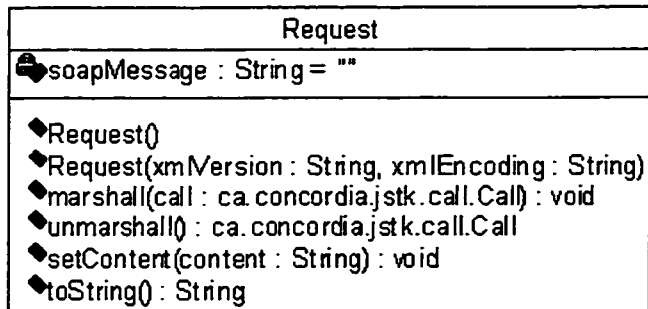 Request
soapMessage : String = ""
Request()
Request(xmlVersion : String, xmlEncoding : String)
marshall(call : ca.concordia.jstk.call.Call) : void
unmarshall() : ca.concordia.jstk.call.Call
setContent(content : String) : void
toString() : String